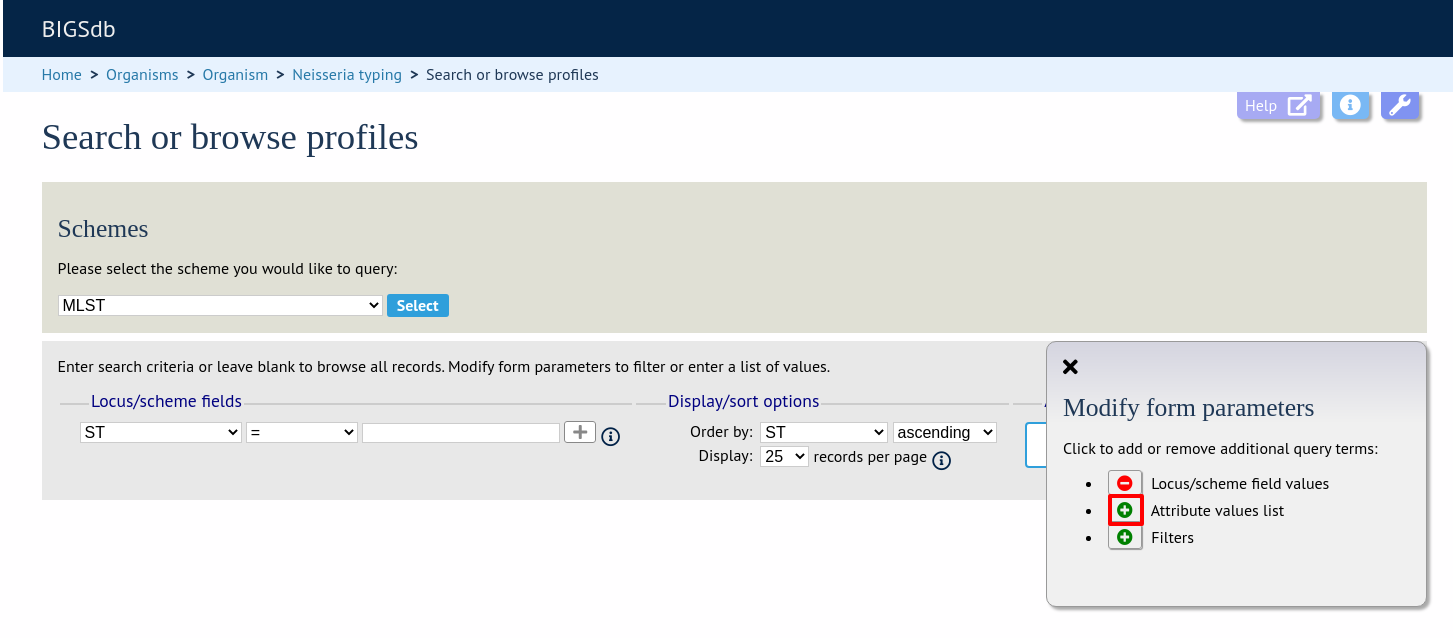 BIGSdb
Home > Organisms > Organism > Neisseria typing > Search or browse profiles
Help
Search or browse profiles
Schemes
Please select the scheme you would like to query:
MLST Select
Enter search criteria or leave blank to browse all records. Modify form parameters to filter or enter a list of values.
Locus/scheme fields
ST =
Display/sort options
Order by: ST ascending
Display: 25 records per page
Modify form parameters
Click to add or remove additional query terms:
Locus/scheme field values
Attribute values list
Filters